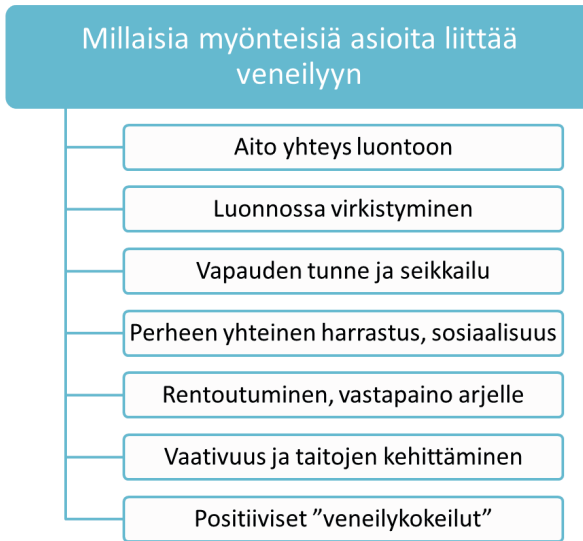 Millaisia myönteisiä asioita liittää
veneilyyn
Aito yhteys luontoon
Luonnossa virkistyminen
Vapauden tunne ja seikkailu
Perheen yhteinen harrastus, sosiaalisuus
Rentoutuminen, vastapaino arjelle
Vaativuus ja taitojen kehittäminen
Positiiviset ”veneilykokeilut”